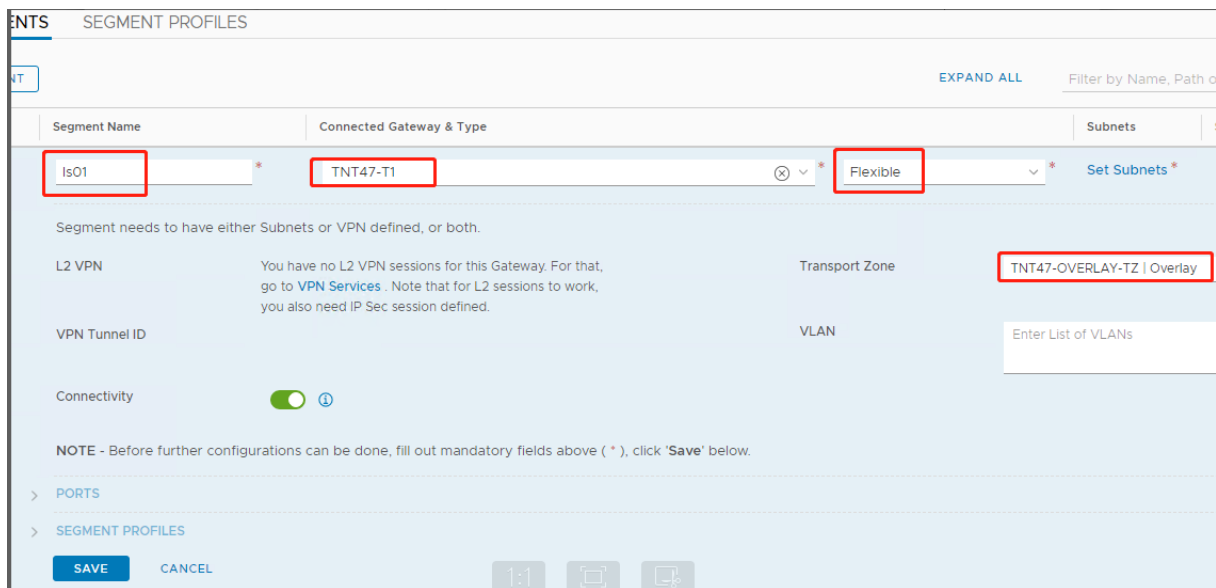 ENTS SEGMENT PROFILES
NT EXPAND ALL Filter by Name, Path o
Segment Name Connected Gateway & Type Subnets
ls01 * TNT47-T1 * Flexible * Set Subnets *
Segment needs to have either Subnets or VPN defined, or both.
L2 VPN You have no L2 VPN sessions for this Gateway. For that, Transport Zone TNT47-OVERLAY-TZ | Overlay
go to VPN Services . Note that for L2 sessions to work,
you also need IP Sec session defined.
VPN Tunnel ID VLAN Enter List of VLANs
Connectivity
NOTE - Before further configurations can be done, fill out mandatory fields above ( * ), click 'Save' below.
PORTS
SEGMENT PROFILES
SAVE CANCEL
1:1